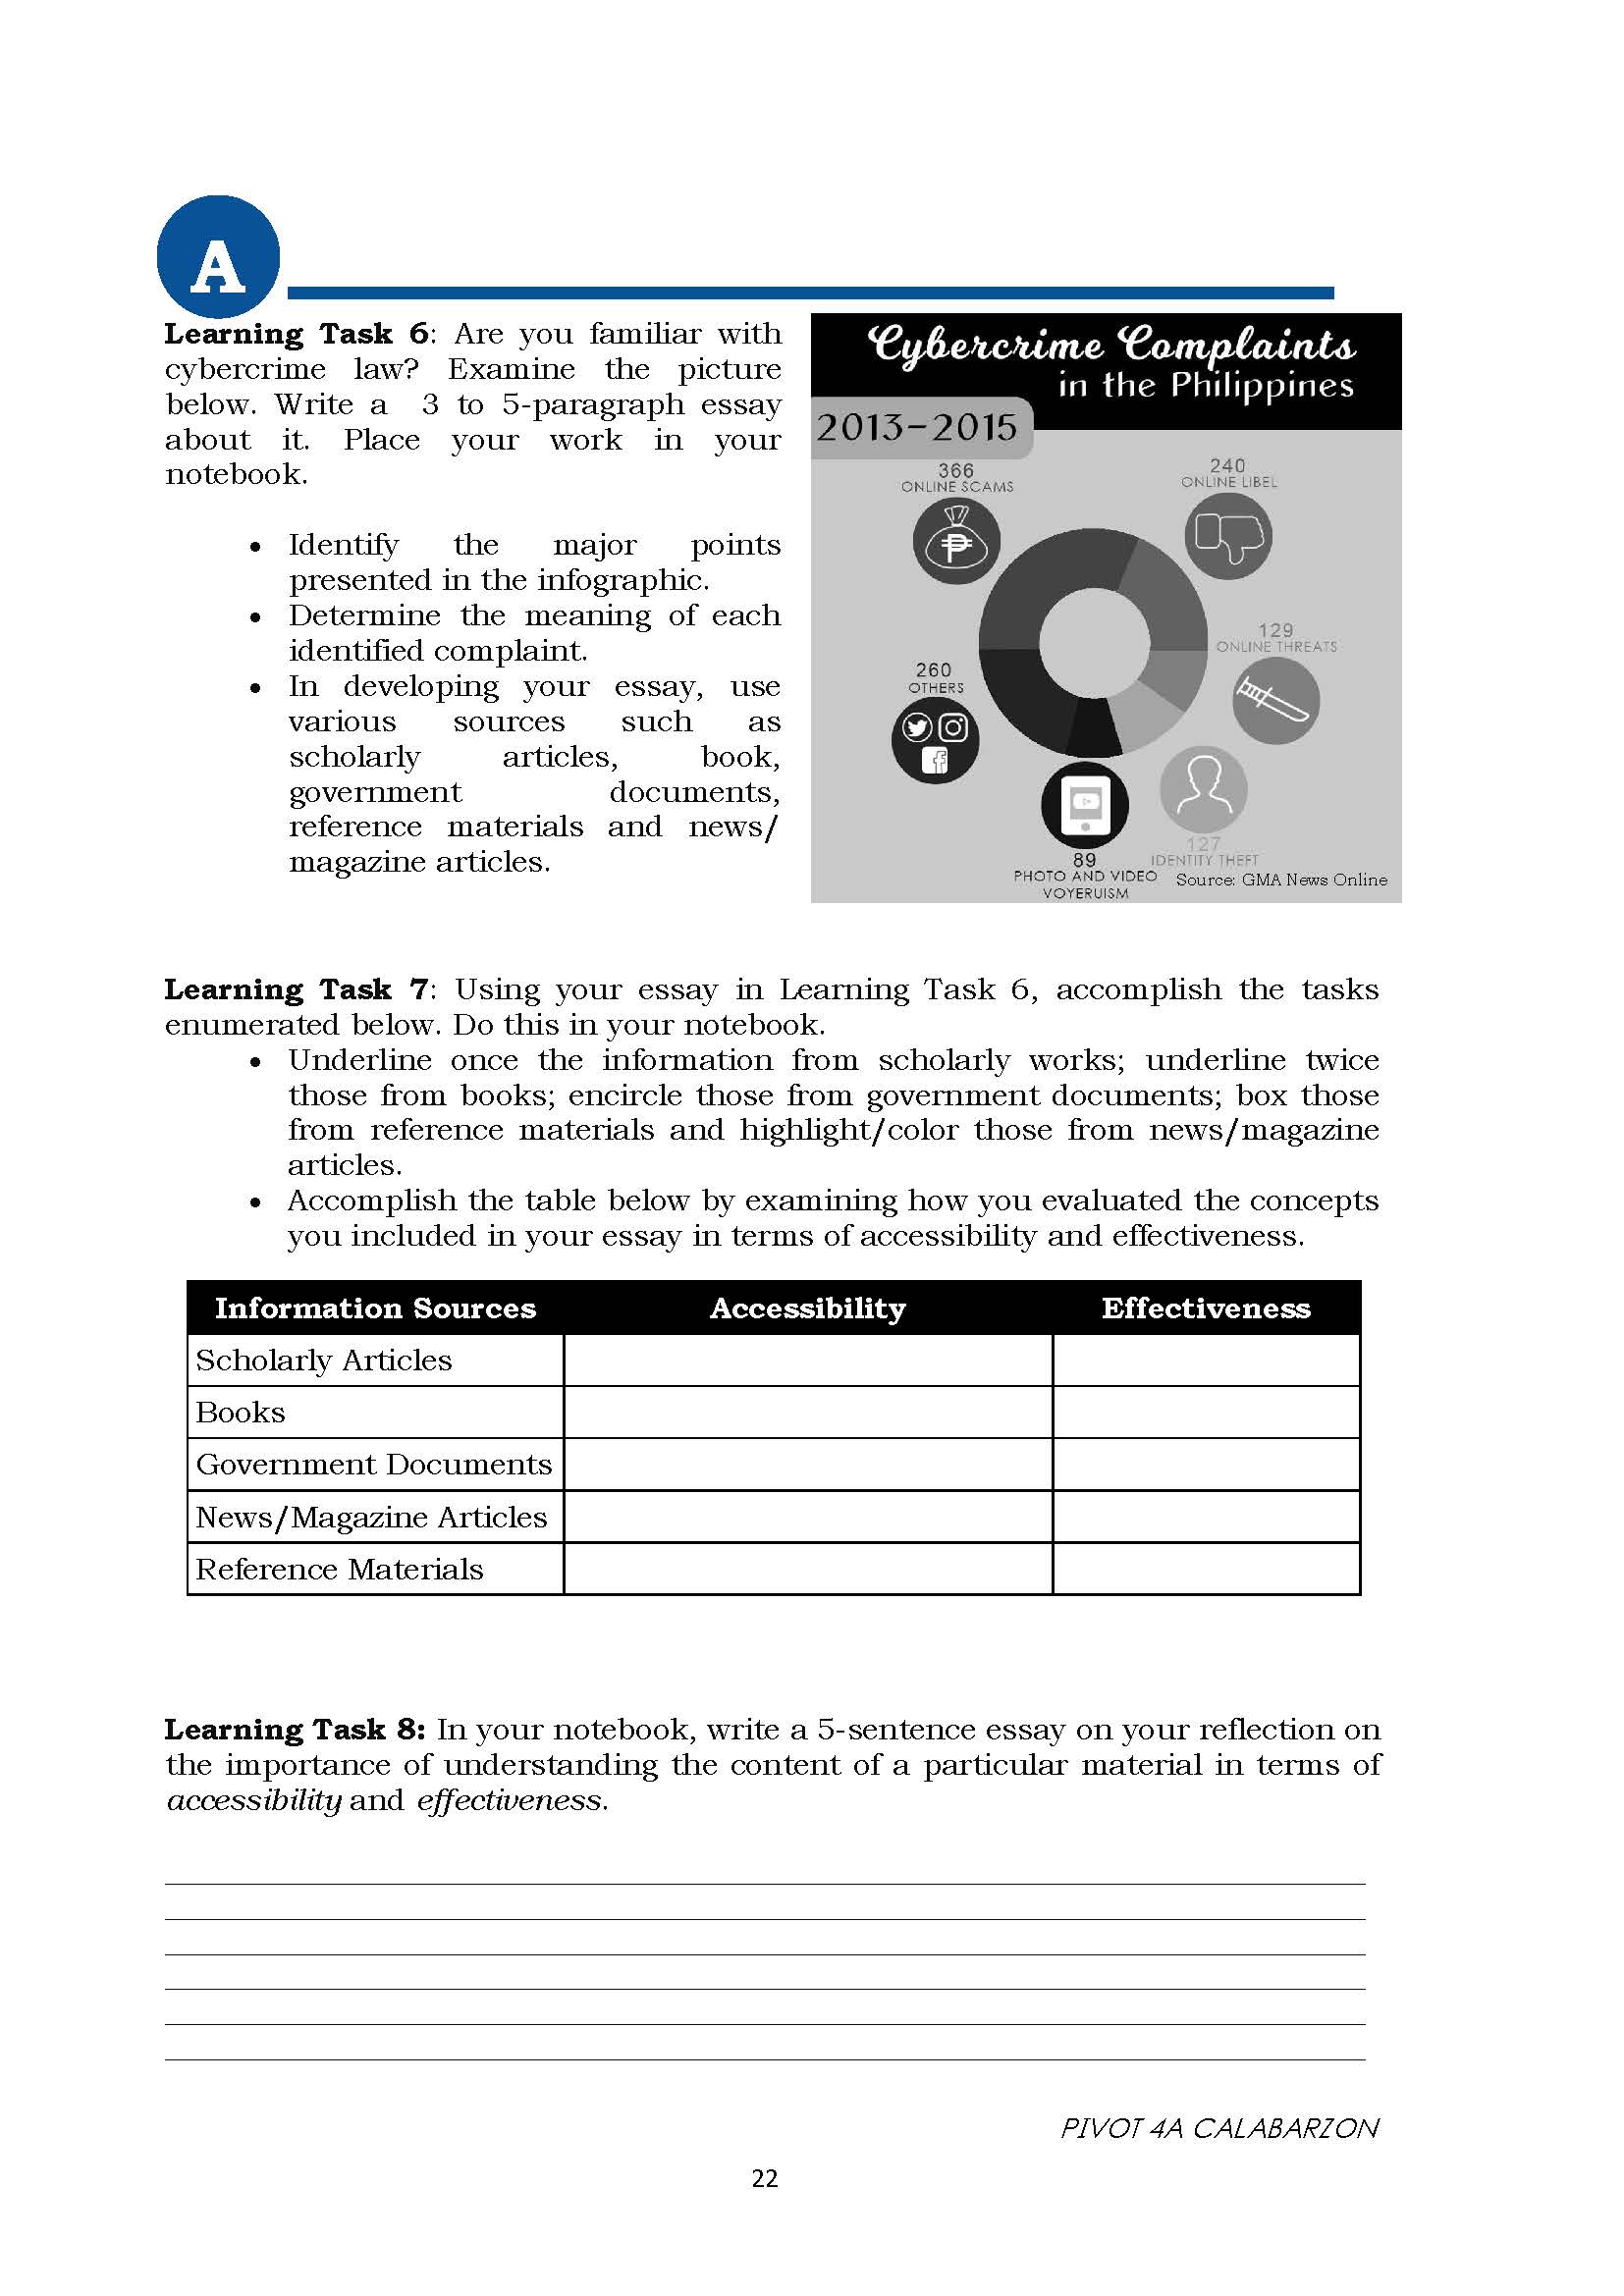 A
Learning Task 6: Are you familiar with
cybercrime law? Examine the picture
below. Write a 3 to 5-paragraph essay
about it. Place your work in your
notebook.
• Identify the major points
presented in the infographic.
• Determine the meaning of each
identified complaint.
• In developing your essay, use
various sources such as
scholarly articles, book,
government documents,
reference materials and news/
magazine articles.
Cybercrime Complaints
in the Philippines
2013-2015
366
ONLINE SCAMS
240
ONLINE LIBEL
129
ONLINE THREATS
260
OTHERS
127
IDENTITY THEFT
89
PHOTO AND VIDEO
VOYERUISM
Source: GMA News Online
Learning Task 7: Using your essay in Learning Task 6, accomplish the tasks
enumerated below. Do this in your notebook.
• Underline once the information from scholarly works; underline twice
those from books; encircle those from government documents; box those
from reference materials and highlight/color those from news/magazine
articles.
• Accomplish the table below by examining how you evaluated the concepts
you included in your essay in terms of accessibility and effectiveness.
Information Sources Accessibility Effectiveness
Scholarly Articles
Books
Government Documents
News/Magazine Articles
Reference Materials
Learning Task 8: In your notebook, write a 5-sentence essay on your reflection on
the importance of understanding the content of a particular material in terms of
accessibility and effectiveness.
PIVOT 4A CALABARZON
22